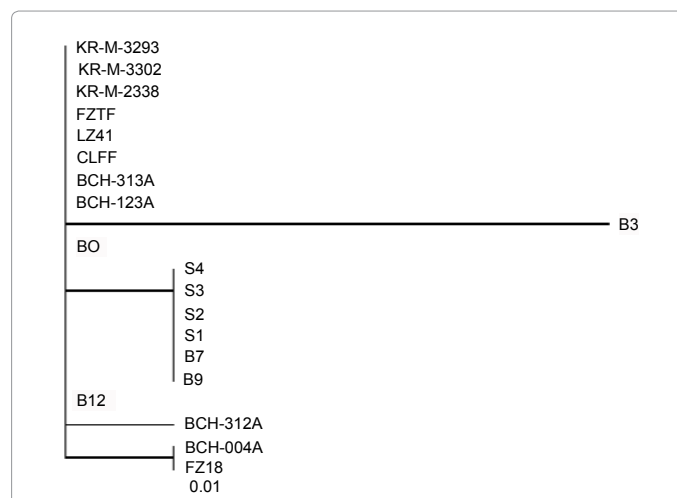 KR-M-3293
KR-M-3302
KR-M-2338
FZTF
LZ41
CLFF
BCH-313A
BCH-123A
B3
BO
S4
S3
S2
S1
B7
B9
B12
BCH-312A
BCH-004A
FZ18
0.01